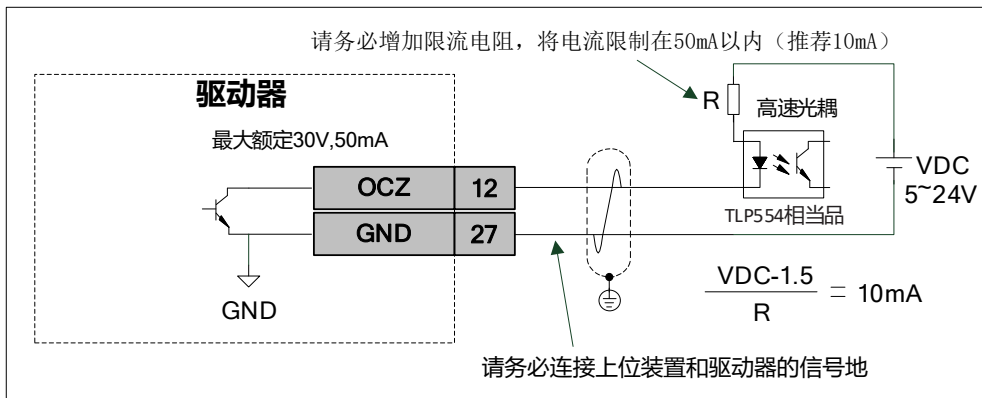 请务必增加限流电阻，将电流限制在50mA以内（推荐10mA）
驱动器
最大额定30V,50mA
R
高速光耦
OCZ
12
VDC
5~24V
TLP554相当品
GND
27
GND
VDC-1.5
R
= 10mA
请务必连接上位装置和驱动器的信号地